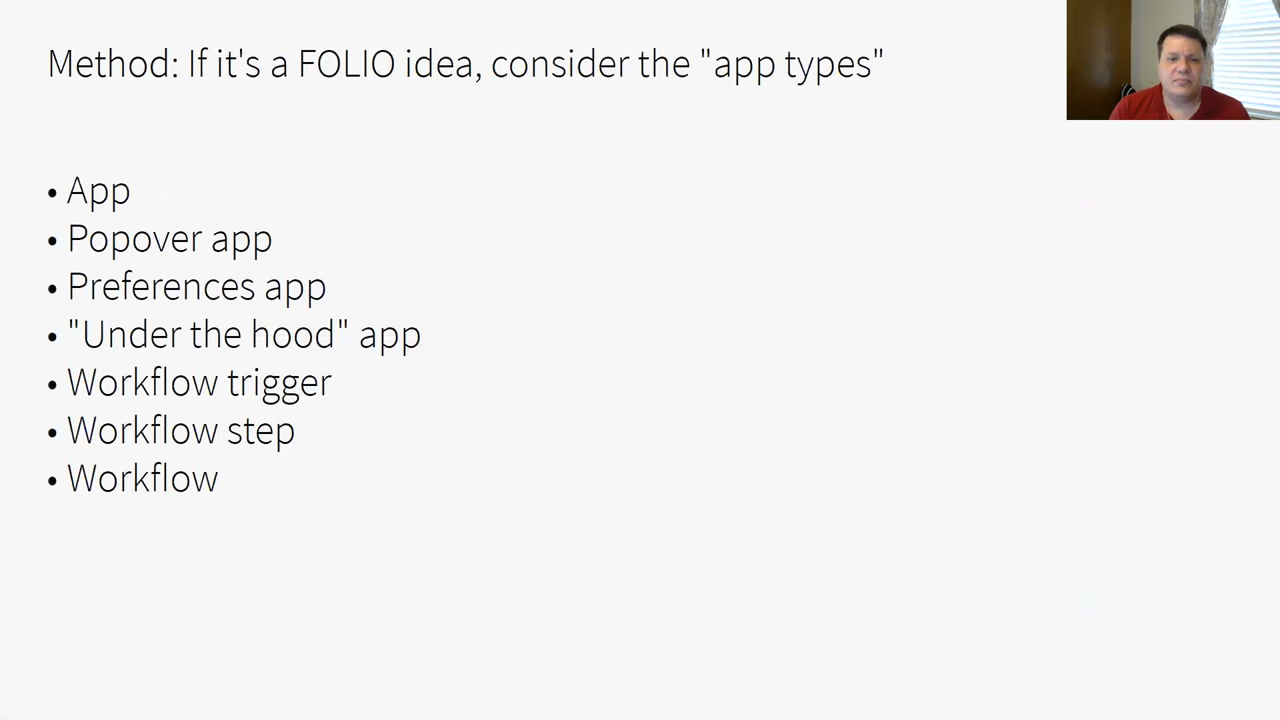 Method: If it's a FOLIO idea, consider the "app types"
• App
• Popover app
• Preferences app
• "Under the hood" app
• Workflow trigger
• Workflow step
• Workflow